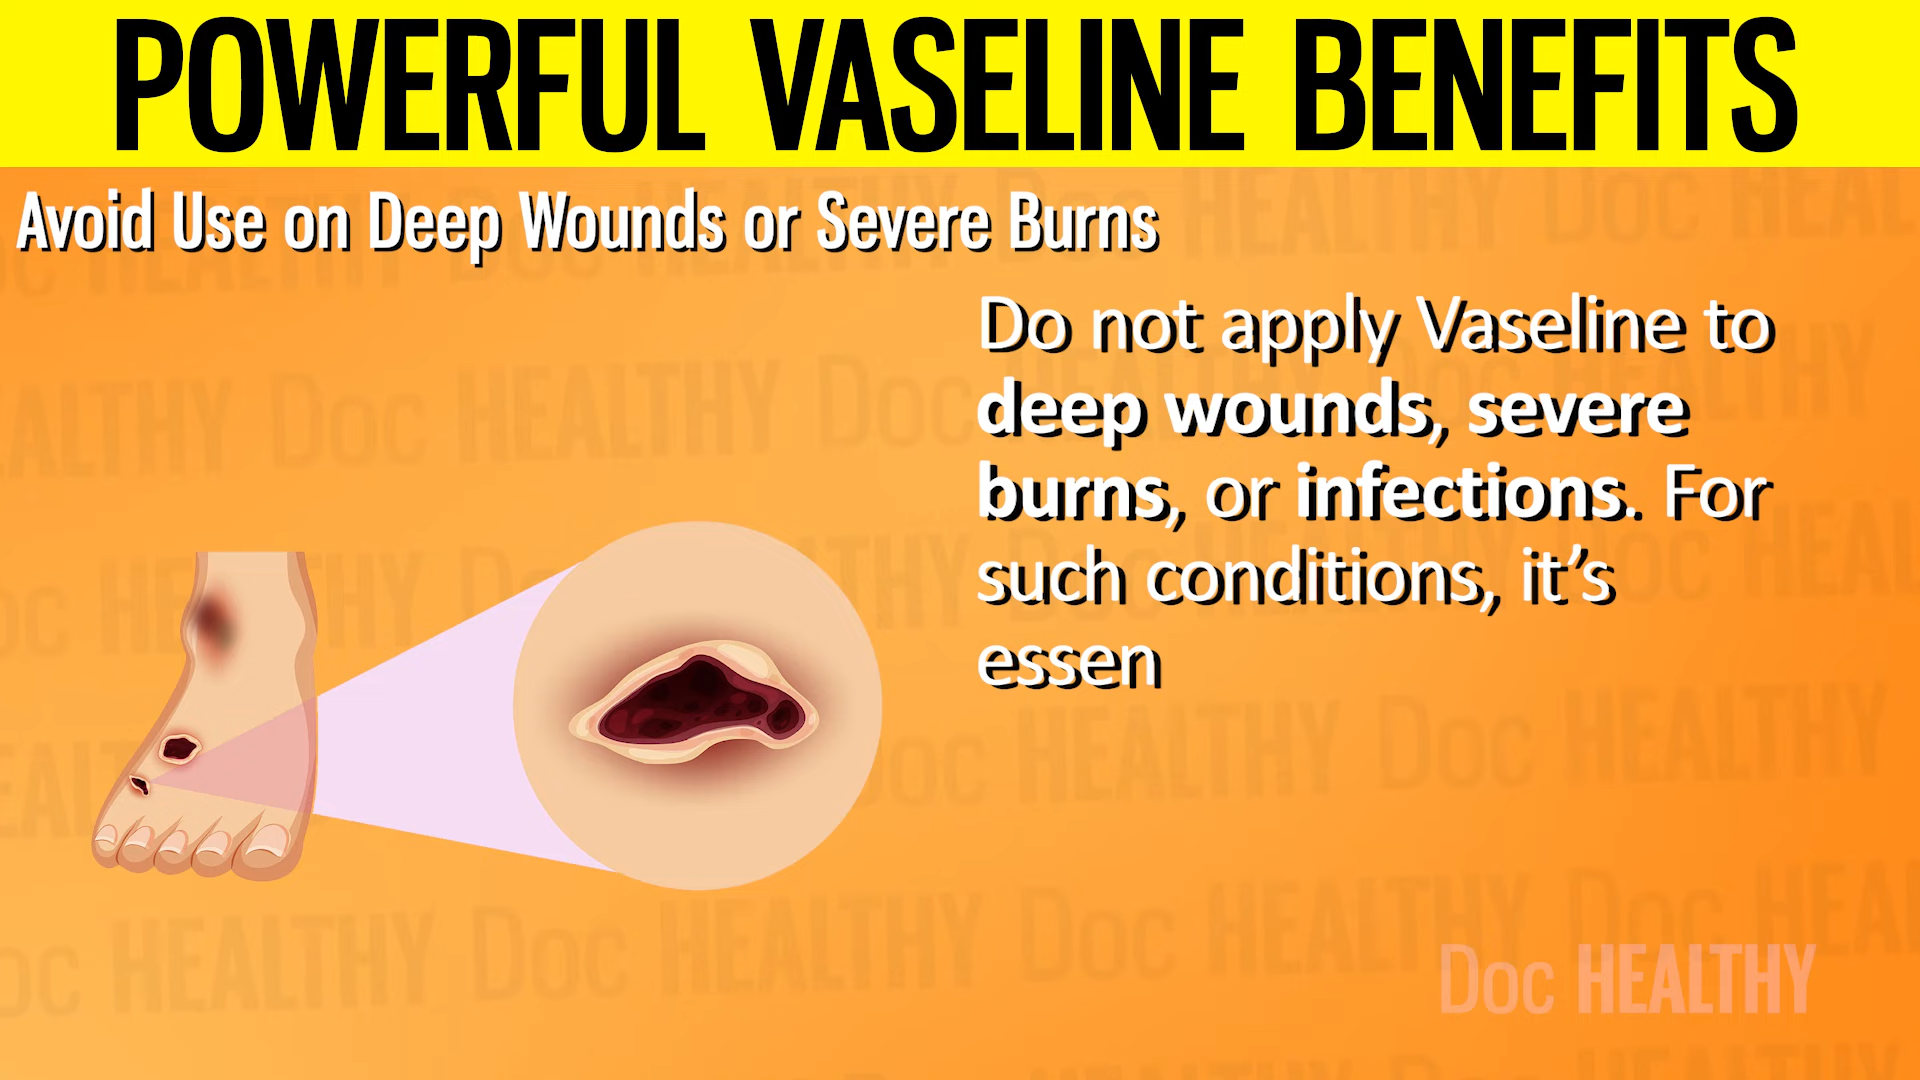 POWERFUL VASELINE BENEFITS
Avoid Use on Deep Wounds or Severe Burns
Do not apply Vaseline to
deep wounds, severe
burns, or infections. For
such conditions, it’s
essen
Doc HEALTHY